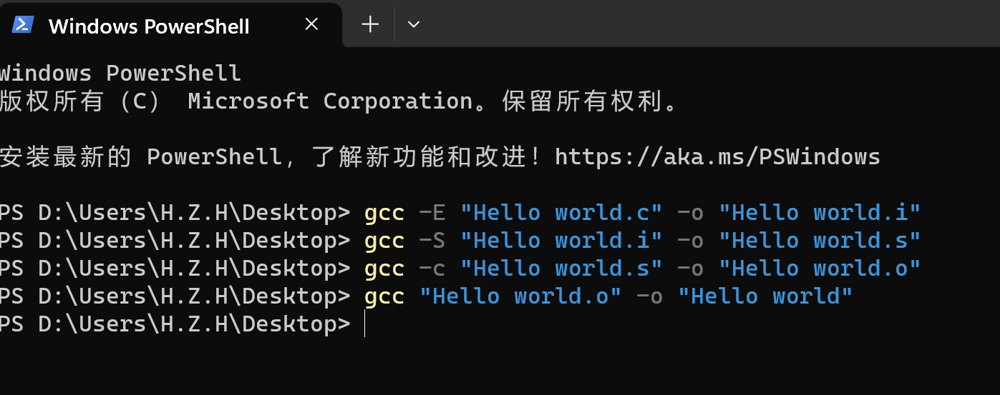 Windows PowerShell
Windows PowerShell
版权所有（C） Microsoft Corporation。保留所有权利。
安装最新的 PowerShell，了解新功能和改进！https://aka.ms/PSWindows
PS D:\Users\H.Z.H\Desktop> gcc -E "Hello world.c" -o "Hello world.i"
PS D:\Users\H.Z.H\Desktop> gcc -S "Hello world.i" -o "Hello world.s"
PS D:\Users\H.Z.H\Desktop> gcc -c "Hello world.s" -o "Hello world.o"
PS D:\Users\H.Z.H\Desktop> gcc "Hello world.o" -o "Hello world"
PS D:\Users\H.Z.H\Desktop>